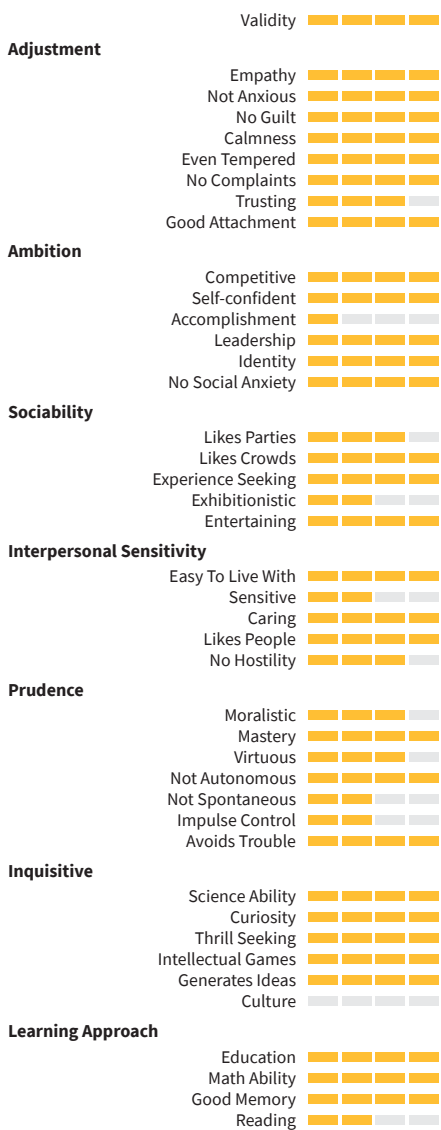 Validity
Adjustment
Empathy
Not Anxious
No Guilt
Calmness
Even Tempered
No Complaints
Trusting
Good Attachment
Ambition
Competitive
Self-confident
Accomplishment
Leadership
Identity
No Social Anxiety
Sociability
Likes Parties
Likes Crowds
Experience Seeking
Exhibitionistic
Entertaining
Interpersonal Sensitivity
Easy To Live With
Sensitive
Caring
Likes People
No Hostility
Prudence
Moralistic
Mastery
Virtuous
Not Autonomous
Not Spontaneous
Impulse Control
Avoids Trouble
Inquisitive
Science Ability
Curiosity
Thrill Seeking
Intellectual Games
Generates Ideas
Culture
Learning Approach
Education
Math Ability
Good Memory
Reading